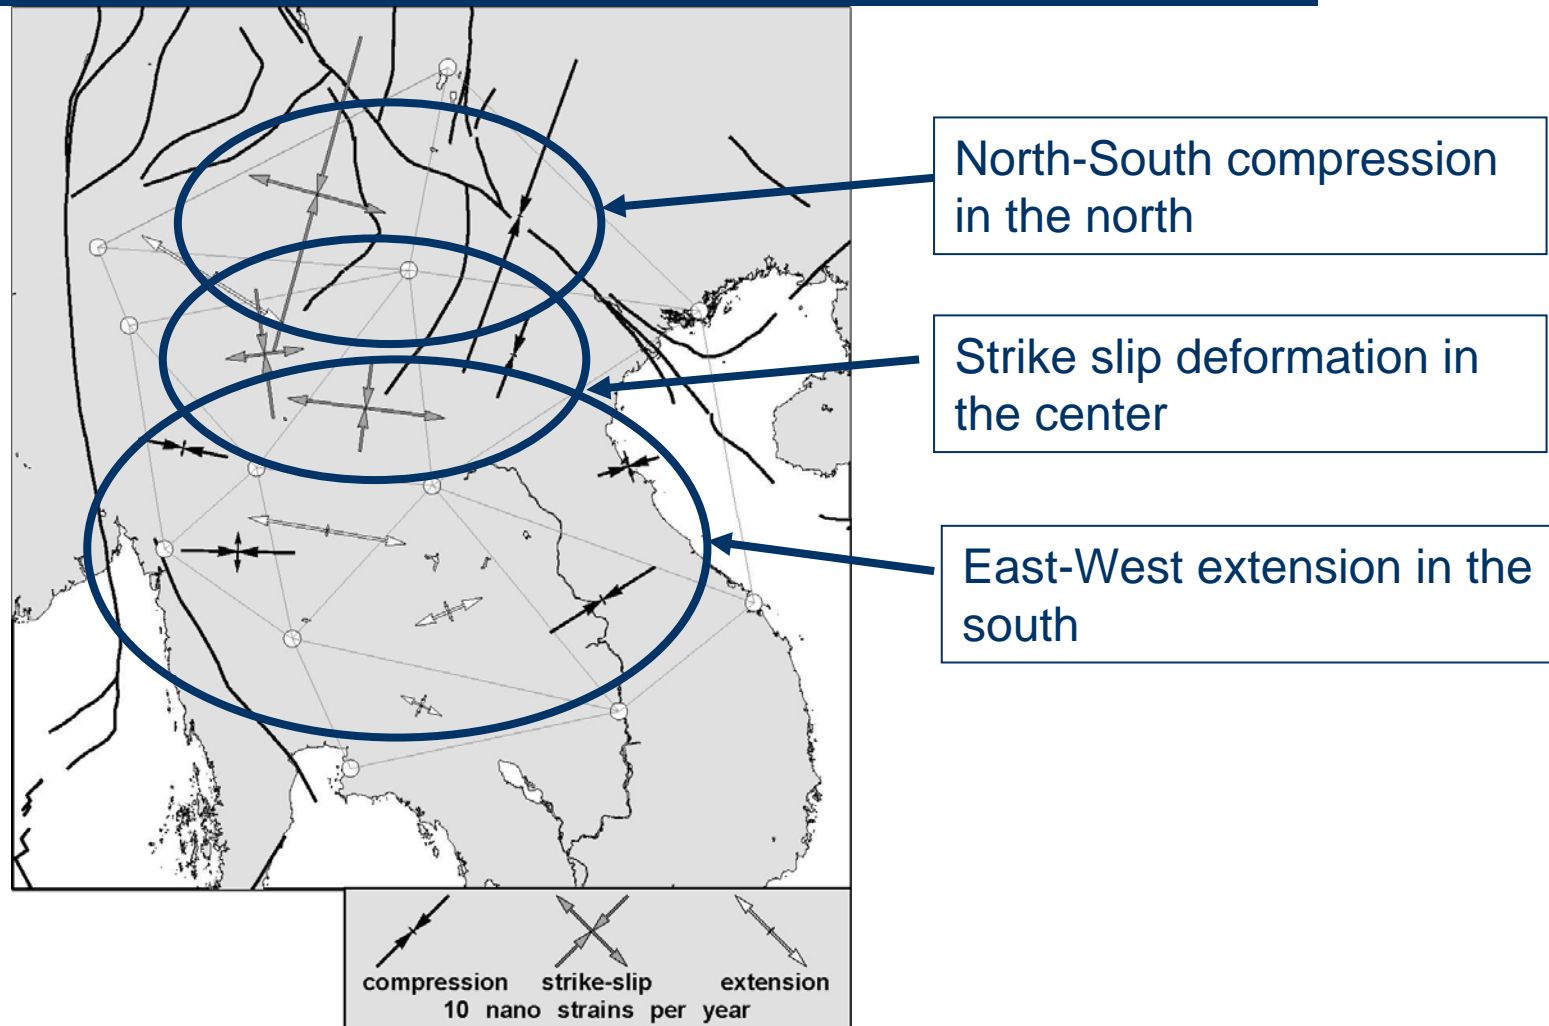 North-South compression
in the north
Strike slip deformation in
the center
East-West extension in the
south
compression strike-slip extension
10 nano strains per year